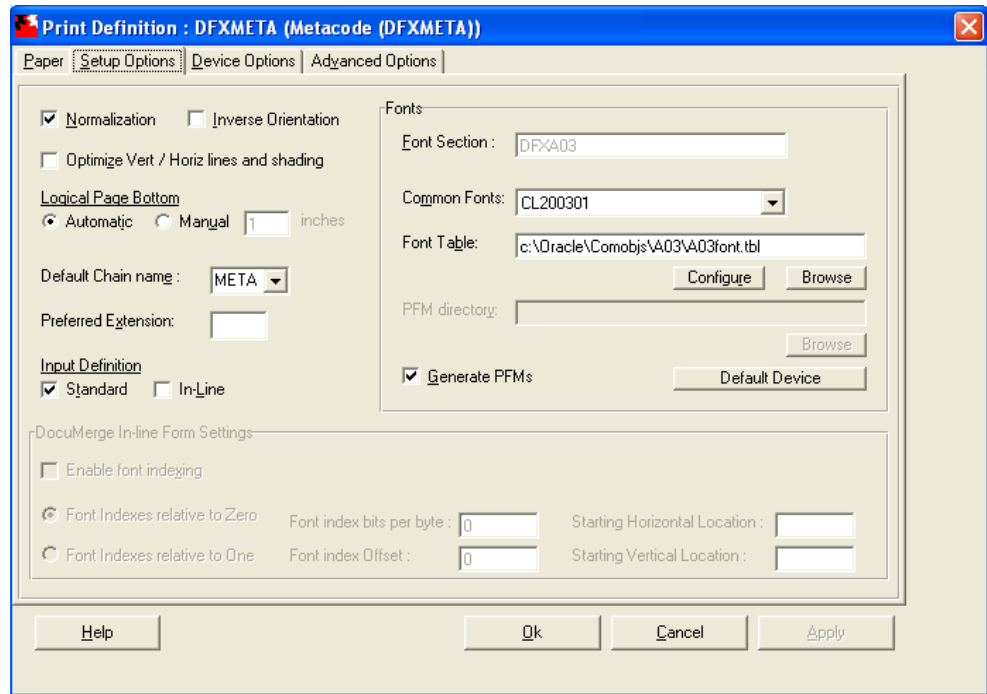 Print Definition : DFXMETA (Metacode (DFXMETA))
Paper Setup Options Device Options Advanced Options
Normalization Inverse Orientation
Optimize Vert / Horiz lines and shading
Logical Page Bottom
Automatic Manual 1 inches
Default Chain name : META
Preferred Extension:
Input Definition
Standard In-Line
Fonts
Font Section : DFXA03
Common Fonts: CL200301
Font Table: c:\Oracle\Comobjs\A03\A03font.tbl
Configure Browse
PFM directory:
Browse
Generate PFMs Default Device
DocuMerge In-line Form Settings
Enable font indexing
Font Indexes relative to Zero Font index bits per byte : 0 Starting Horizontal Location :
Font Indexes relative to One Font index Offset : 0 Starting Vertical Location :
Help Ok Cancel Apply